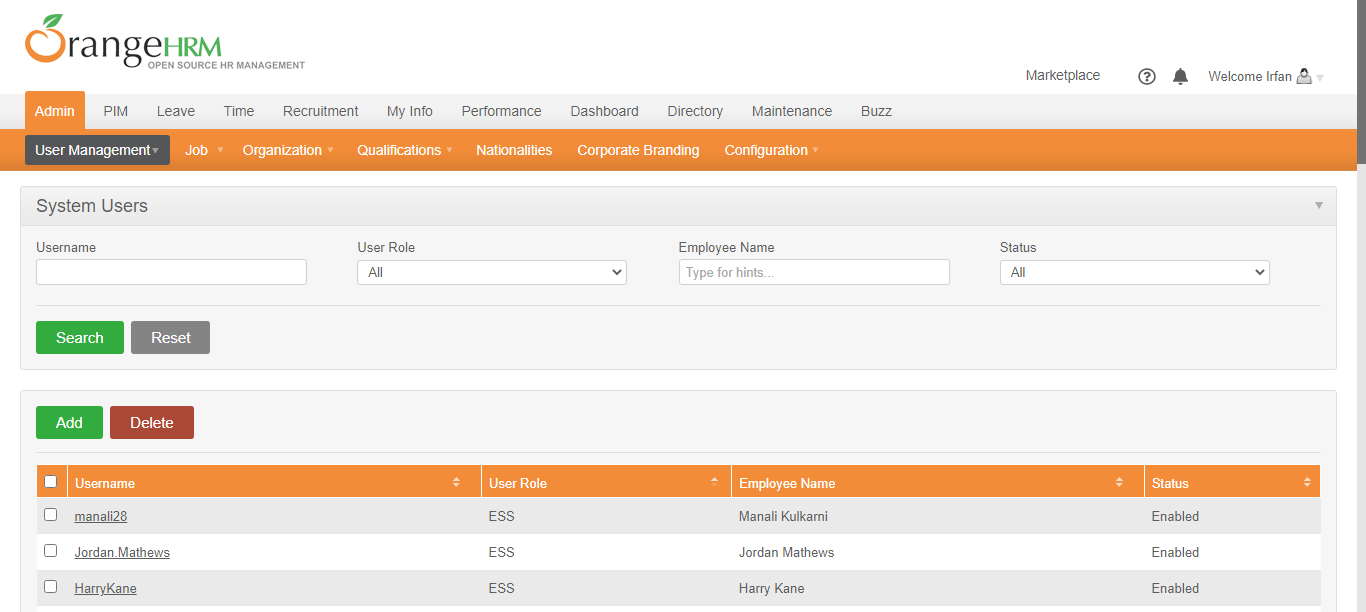 OrangeHRM
OPEN SOURCE HR MANAGEMENT
Marketplace ? Welcome Irfan
Admin PIM Leave Time Recruitment My Info Performance Dashboard Directory Maintenance Buzz
User Management Job Organization Qualifications Nationalities Corporate Branding Configuration
System Users
Username User Role Employee Name Status
All Type for hints... All
Search Reset
Add Delete
Username User Role Employee Name Status
manali28 ESS Manali Kulkarni Enabled
Jordan.Mathews ESS Jordan Mathews Enabled
HarryKane ESS Harry Kane Enabled